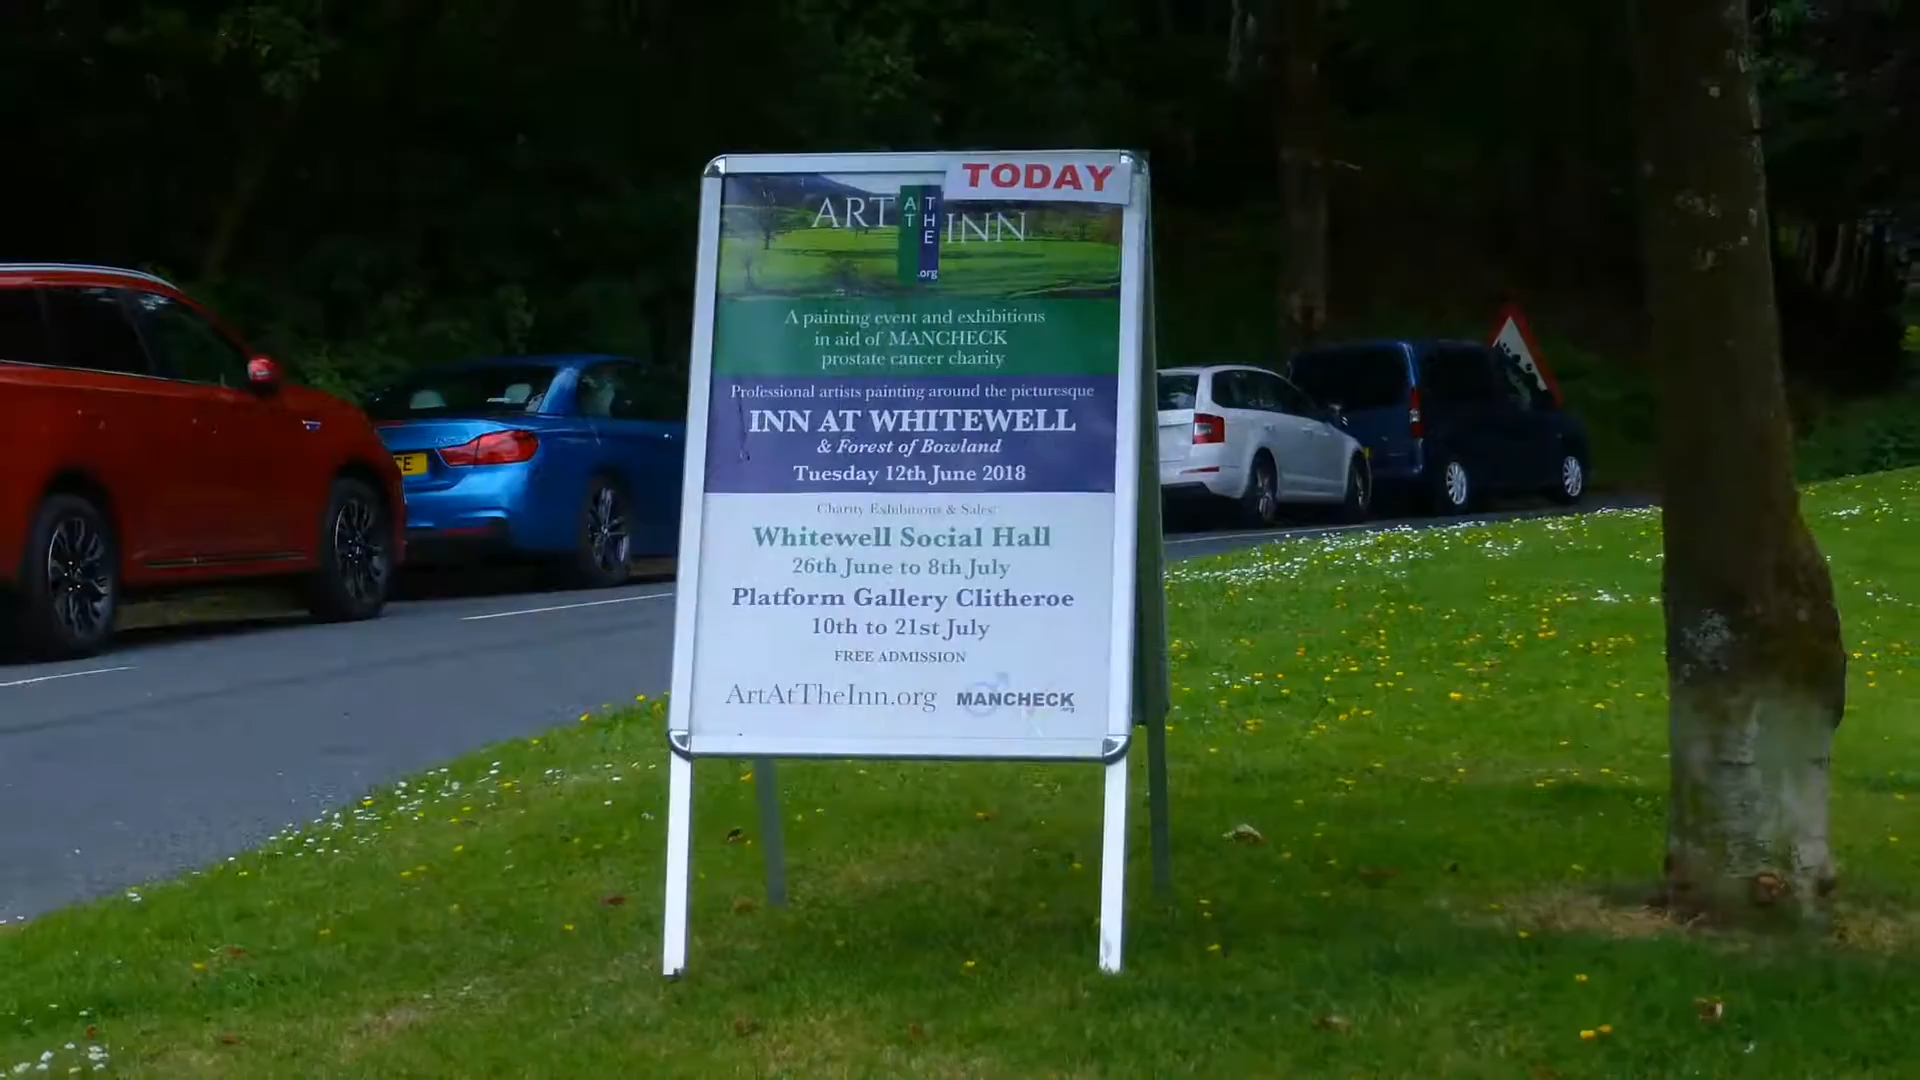 TODAY
ART AT THE INN
.org
A painting event and exhibitions
in aid of MANCHECK
prostate cancer charity
Professional artists painting around the picturesque
INN AT WHITEWELL
& Forest of Bowland
Tuesday 12th June 2018
Charity Exhibitions & Sales:
Whitewell Social Hall
26th June to 8th July
Platform Gallery Clitheroe
10th to 21st July
FREE ADMISSION
ArtAtTheInn.org
MANCHECK
.org
CE